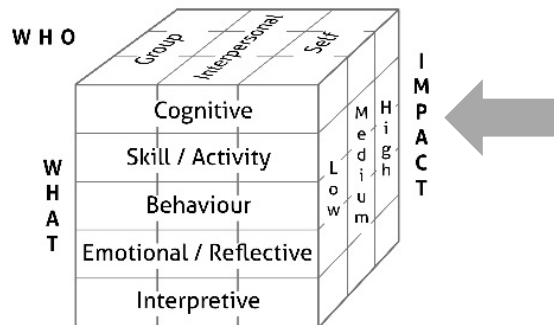 WHO
Group
Interpersonal
Self
IMPACT
WHAT
Cognitive
Skill / Activity
Behaviour
Emotional / Reflective
Interpretive
Low
Medium
High